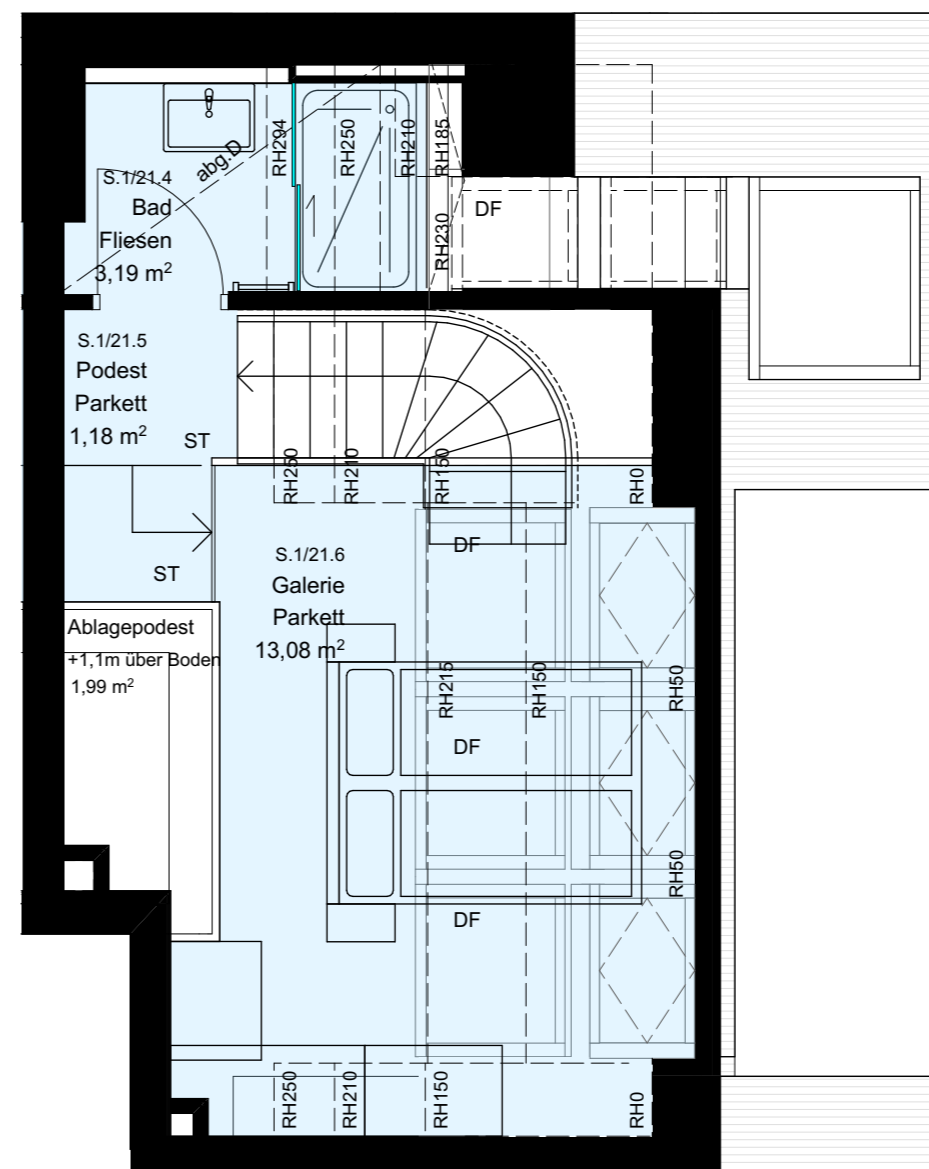 RH294
RH250
RH210
RH185
abg.D
S.1/21.4
Bad
Fliesen
3,19 m²
RH230
DF
S.1/21.5
Podest
Parkett
1,18 m²
ST
RH250
RH210
RH150
RH0
ST
DF
S.1/21.6
Galerie
Parkett
13,08 m²
Ablagepodest
+1,1m über Boden
1,99 m²
RH215
RH150
RH50
DF
RH50
DF
RH250
RH210
RH150
RH0